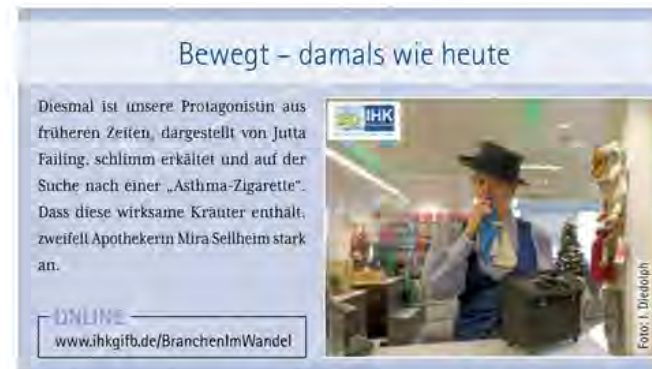 Bewegt – damals wie heute
Diesmal ist unsere Protagonistin aus
früheren Zeiten, dargestellt von Jutta
Failing, schlimm erkältet und auf der
Suche nach einer „Asthma-Zigarette“.
Dass diese wirksame Kräuter enthält,
zweifelt Apothekerin Mira Sellheim stark
an.
ONLINE
www.ihkgifb.de/BranchenImWandel
IHK
Foto: I. Diedolph